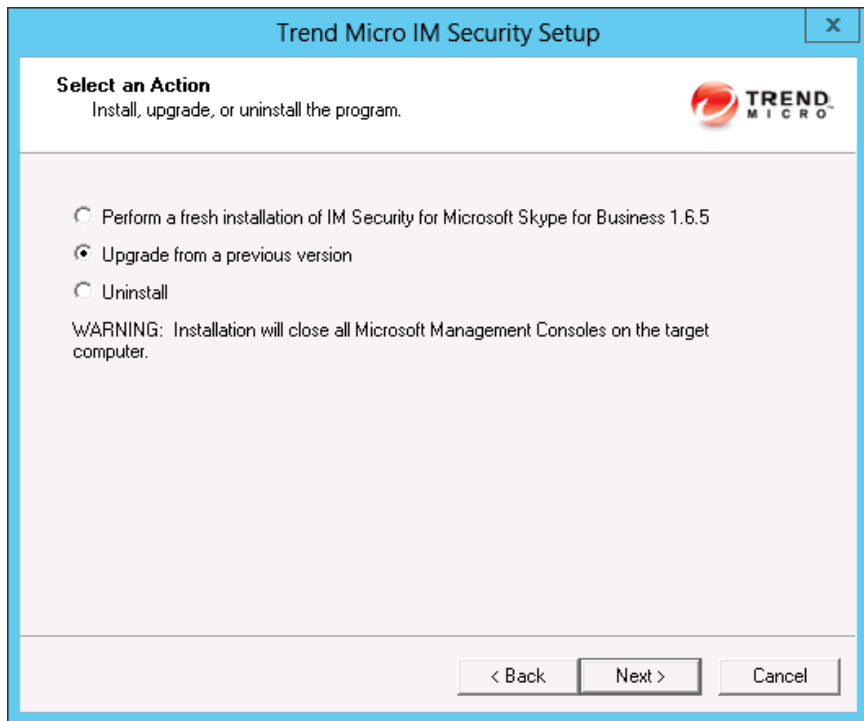 Trend Micro IM Security Setup
x
Select an Action
Install, upgrade, or uninstall the program.
TREND
MICRO™
Perform a fresh installation of IM Security for Microsoft Skype for Business 1.6.5
Upgrade from a previous version
Uninstall
WARNING: Installation will close all Microsoft Management Consoles on the target
computer.
< Back
Next >
Cancel